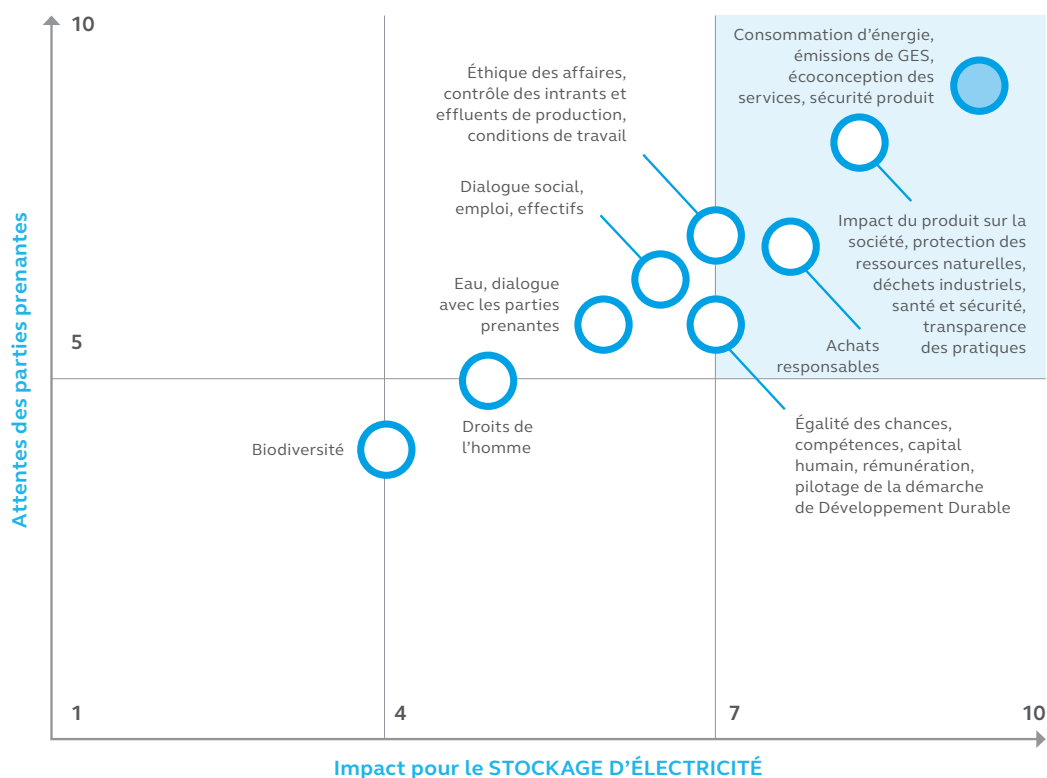 10
Consommation d’énergie,
émissions de GES,
écoconception des
services, sécurité produit
Éthique des affaires,
contrôle des intrants et
effluents de production,
conditions de travail
Dialogue social,
emploi, effectifs
Impact du produit sur la
société, protection des
ressources naturelles,
déchets industriels,
santé et sécurité,
transparence
des pratiques
Eau, dialogue
avec les parties
prenantes
Achats
responsables
5
Attentes des parties prenantes
Droits de
l’homme
Biodiversité
Égalité des chances,
compétences, capital
humain, rémunération,
pilotage de la démarche
de Développement Durable
1
4
7
10
Impact pour le STOCKAGE D’ÉLECTRICITÉ